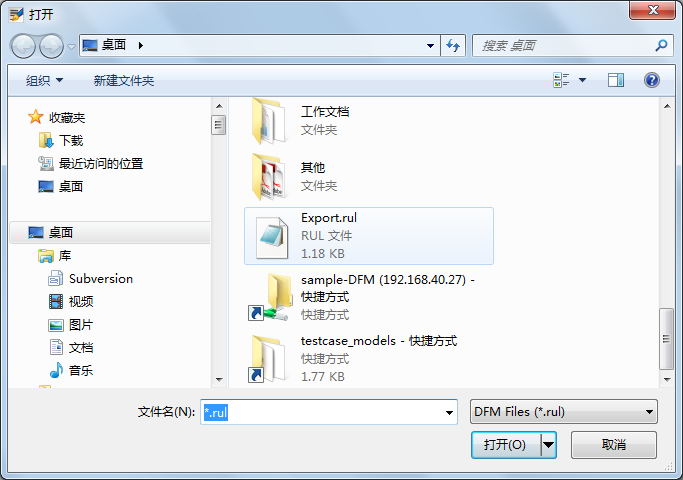 打开
桌面
搜索 桌面
组织
新建文件夹
收藏夹
下载
最近访问的位置
桌面
桌面
库
Subversion
视频
图片
文档
音乐
工作文档
文件夹
其他
文件夹
Export.rul
RUL 文件
1.18 KB
sample-DFM (192.168.40.27) -
快捷方式
快捷方式
testcase_models - 快捷方式
快捷方式
1.77 KB
文件名(N):
*.rul
DFM Files (*.rul)
打开(O)
取消